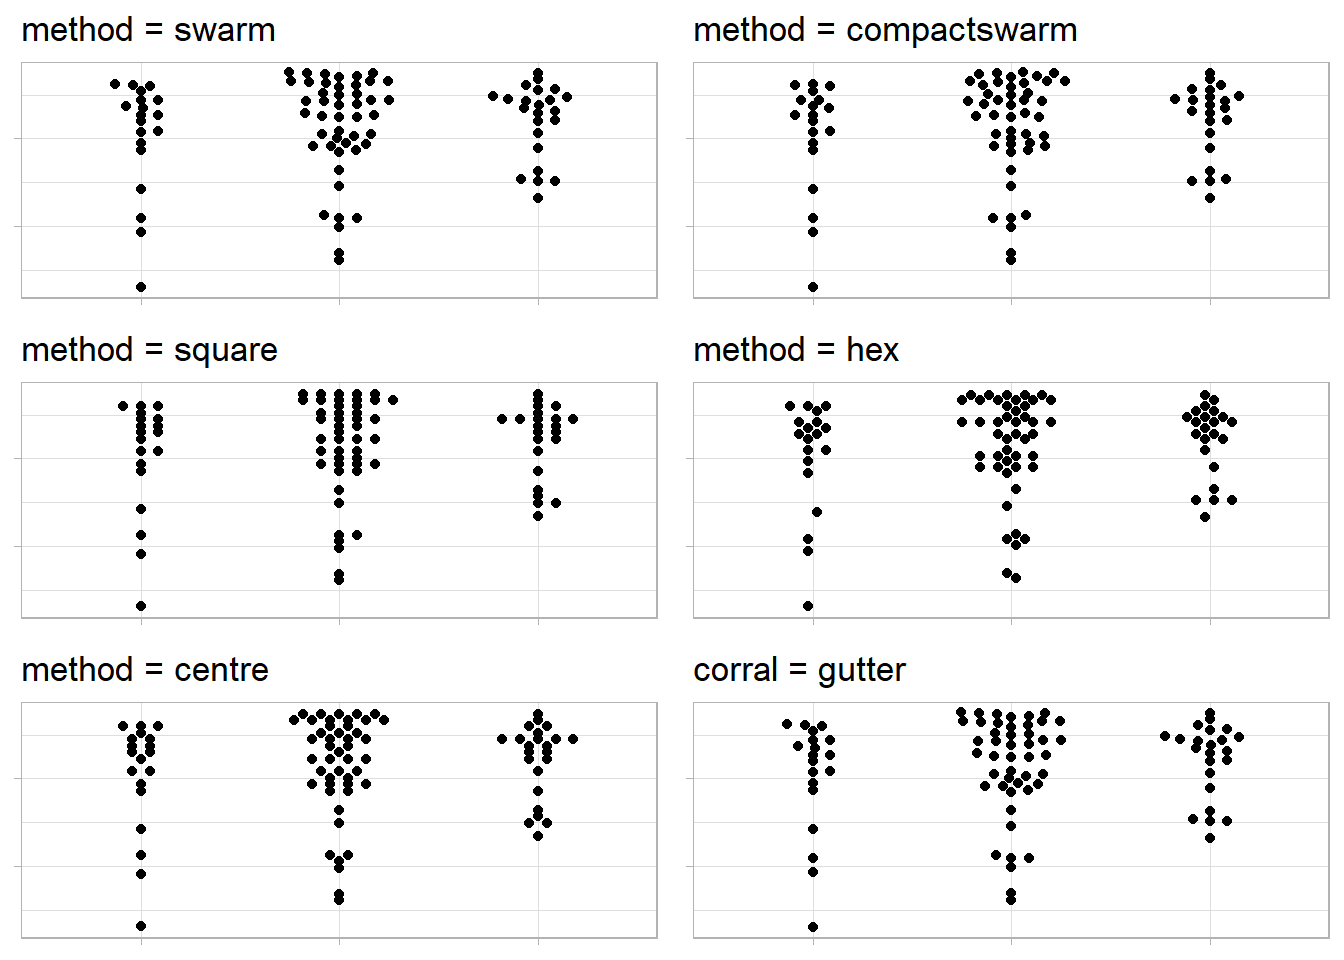 method = swarm
method = compactswarm
method = square
method = hex
method = centre
corral = gutter